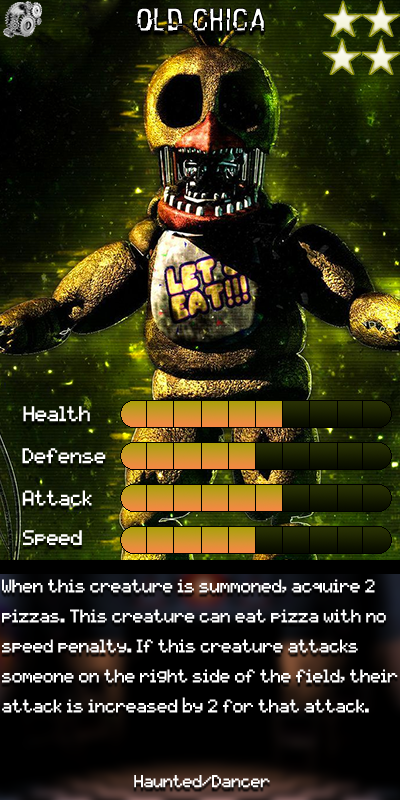 OLD CHICA
LET'S
EAT!!!
Health
Defense
Attack
Speed
When this creature is summoned, acquire 2
pizzas. This creature can eat pizza with no
speed penalty. If this creature attacks
someone on the right side of the field, their
attack is increased by 2 for that attack.
Haunted/Dancer